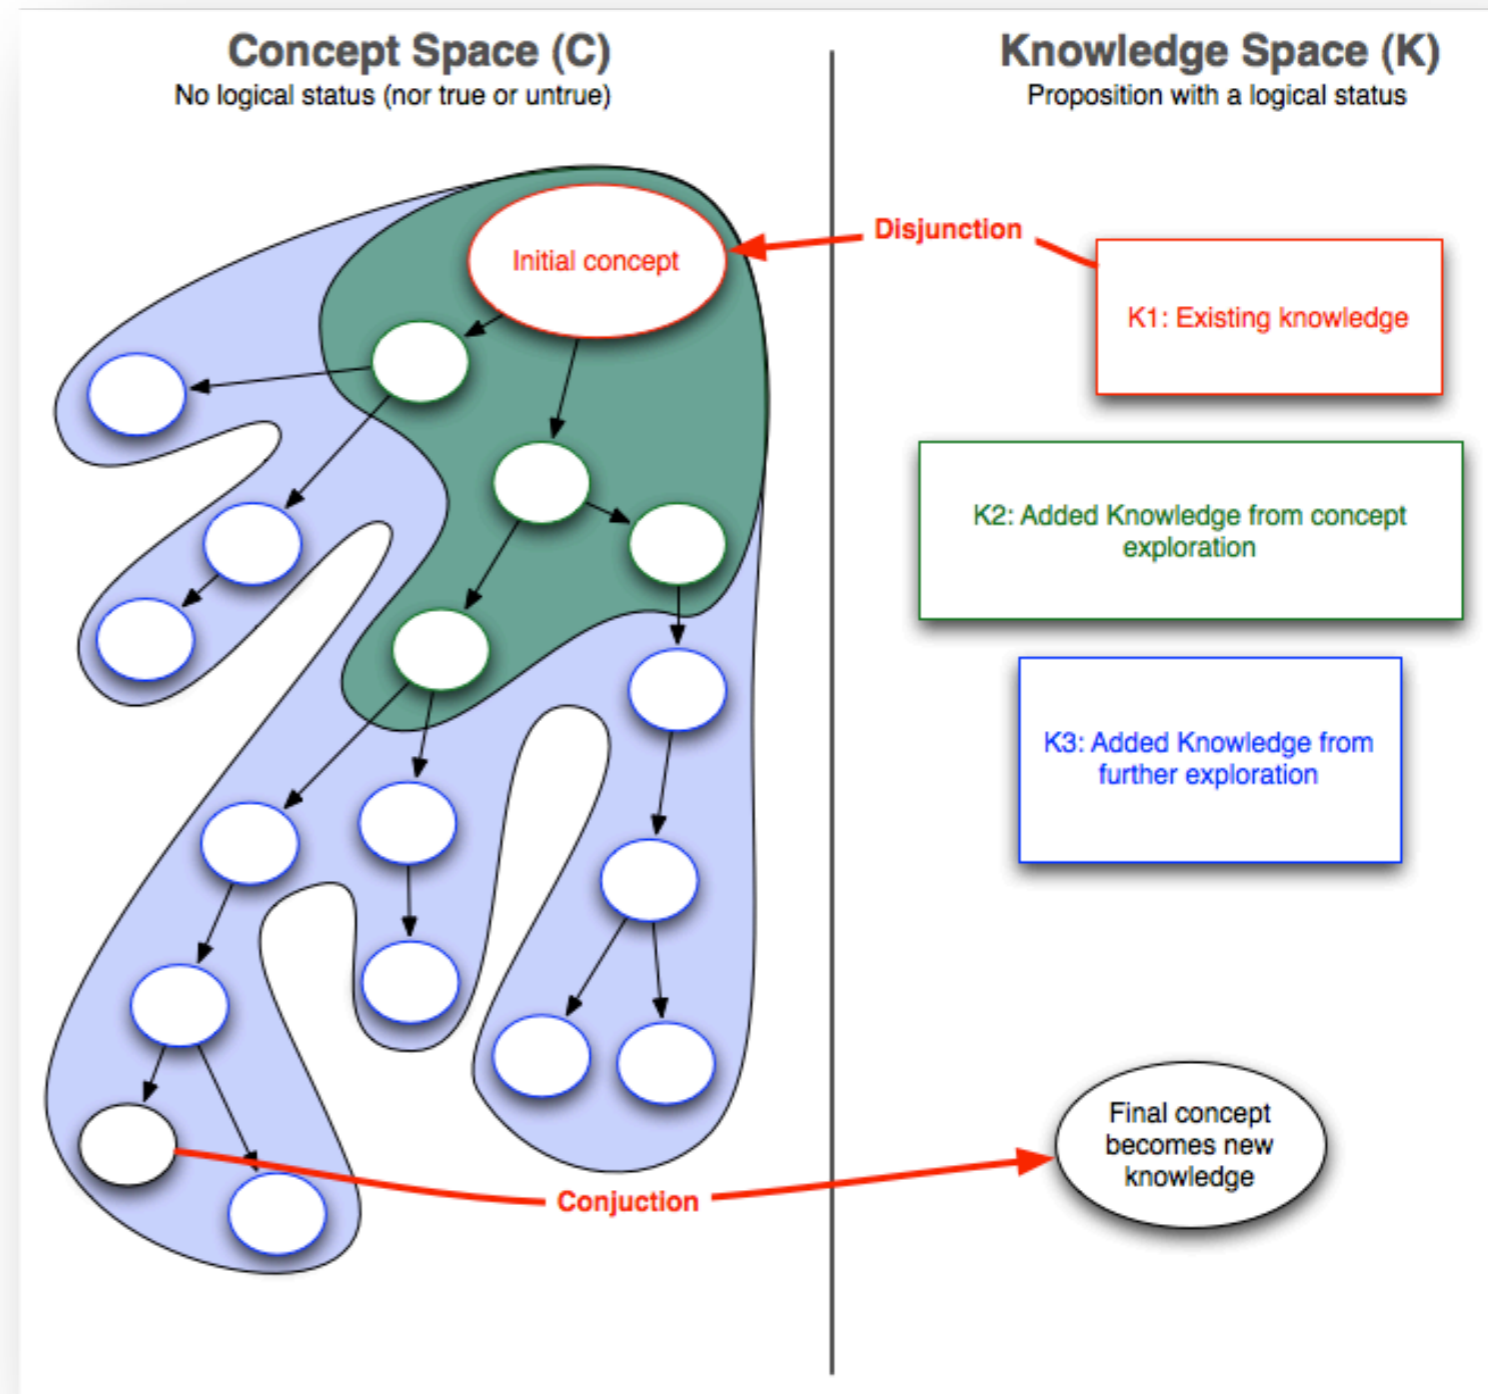 Concept Space (C)
No logical status (nor true or untrue)
Knowledge Space (K)
Proposition with a logical status
Initial concept
Disjunction
K1: Existing knowledge
K2: Added Knowledge from concept
exploration
K3: Added Knowledge from
further exploration
Final concept
becomes new
knowledge
Conjuction